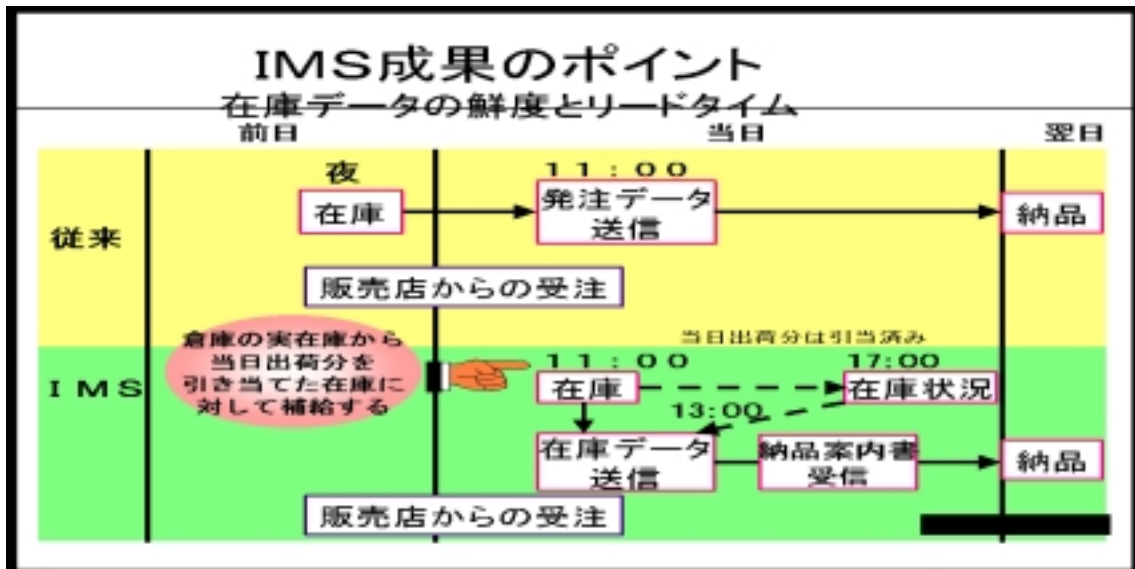 IMS成果のポイント
在庫データの鮮度とリードタイム
前日
当日
翌日
従来
夜
在庫
11:00
発注データ
送信
納品
販売店からの受注
倉庫の実在庫から
当日出荷分を
引き当てた在庫に
対して補給する
当日出荷分は引当済み
IMS
11:00
在庫
17:00
在庫状況
13:00
在庫データ
送信
納品案内書
受信
納品
販売店からの受注